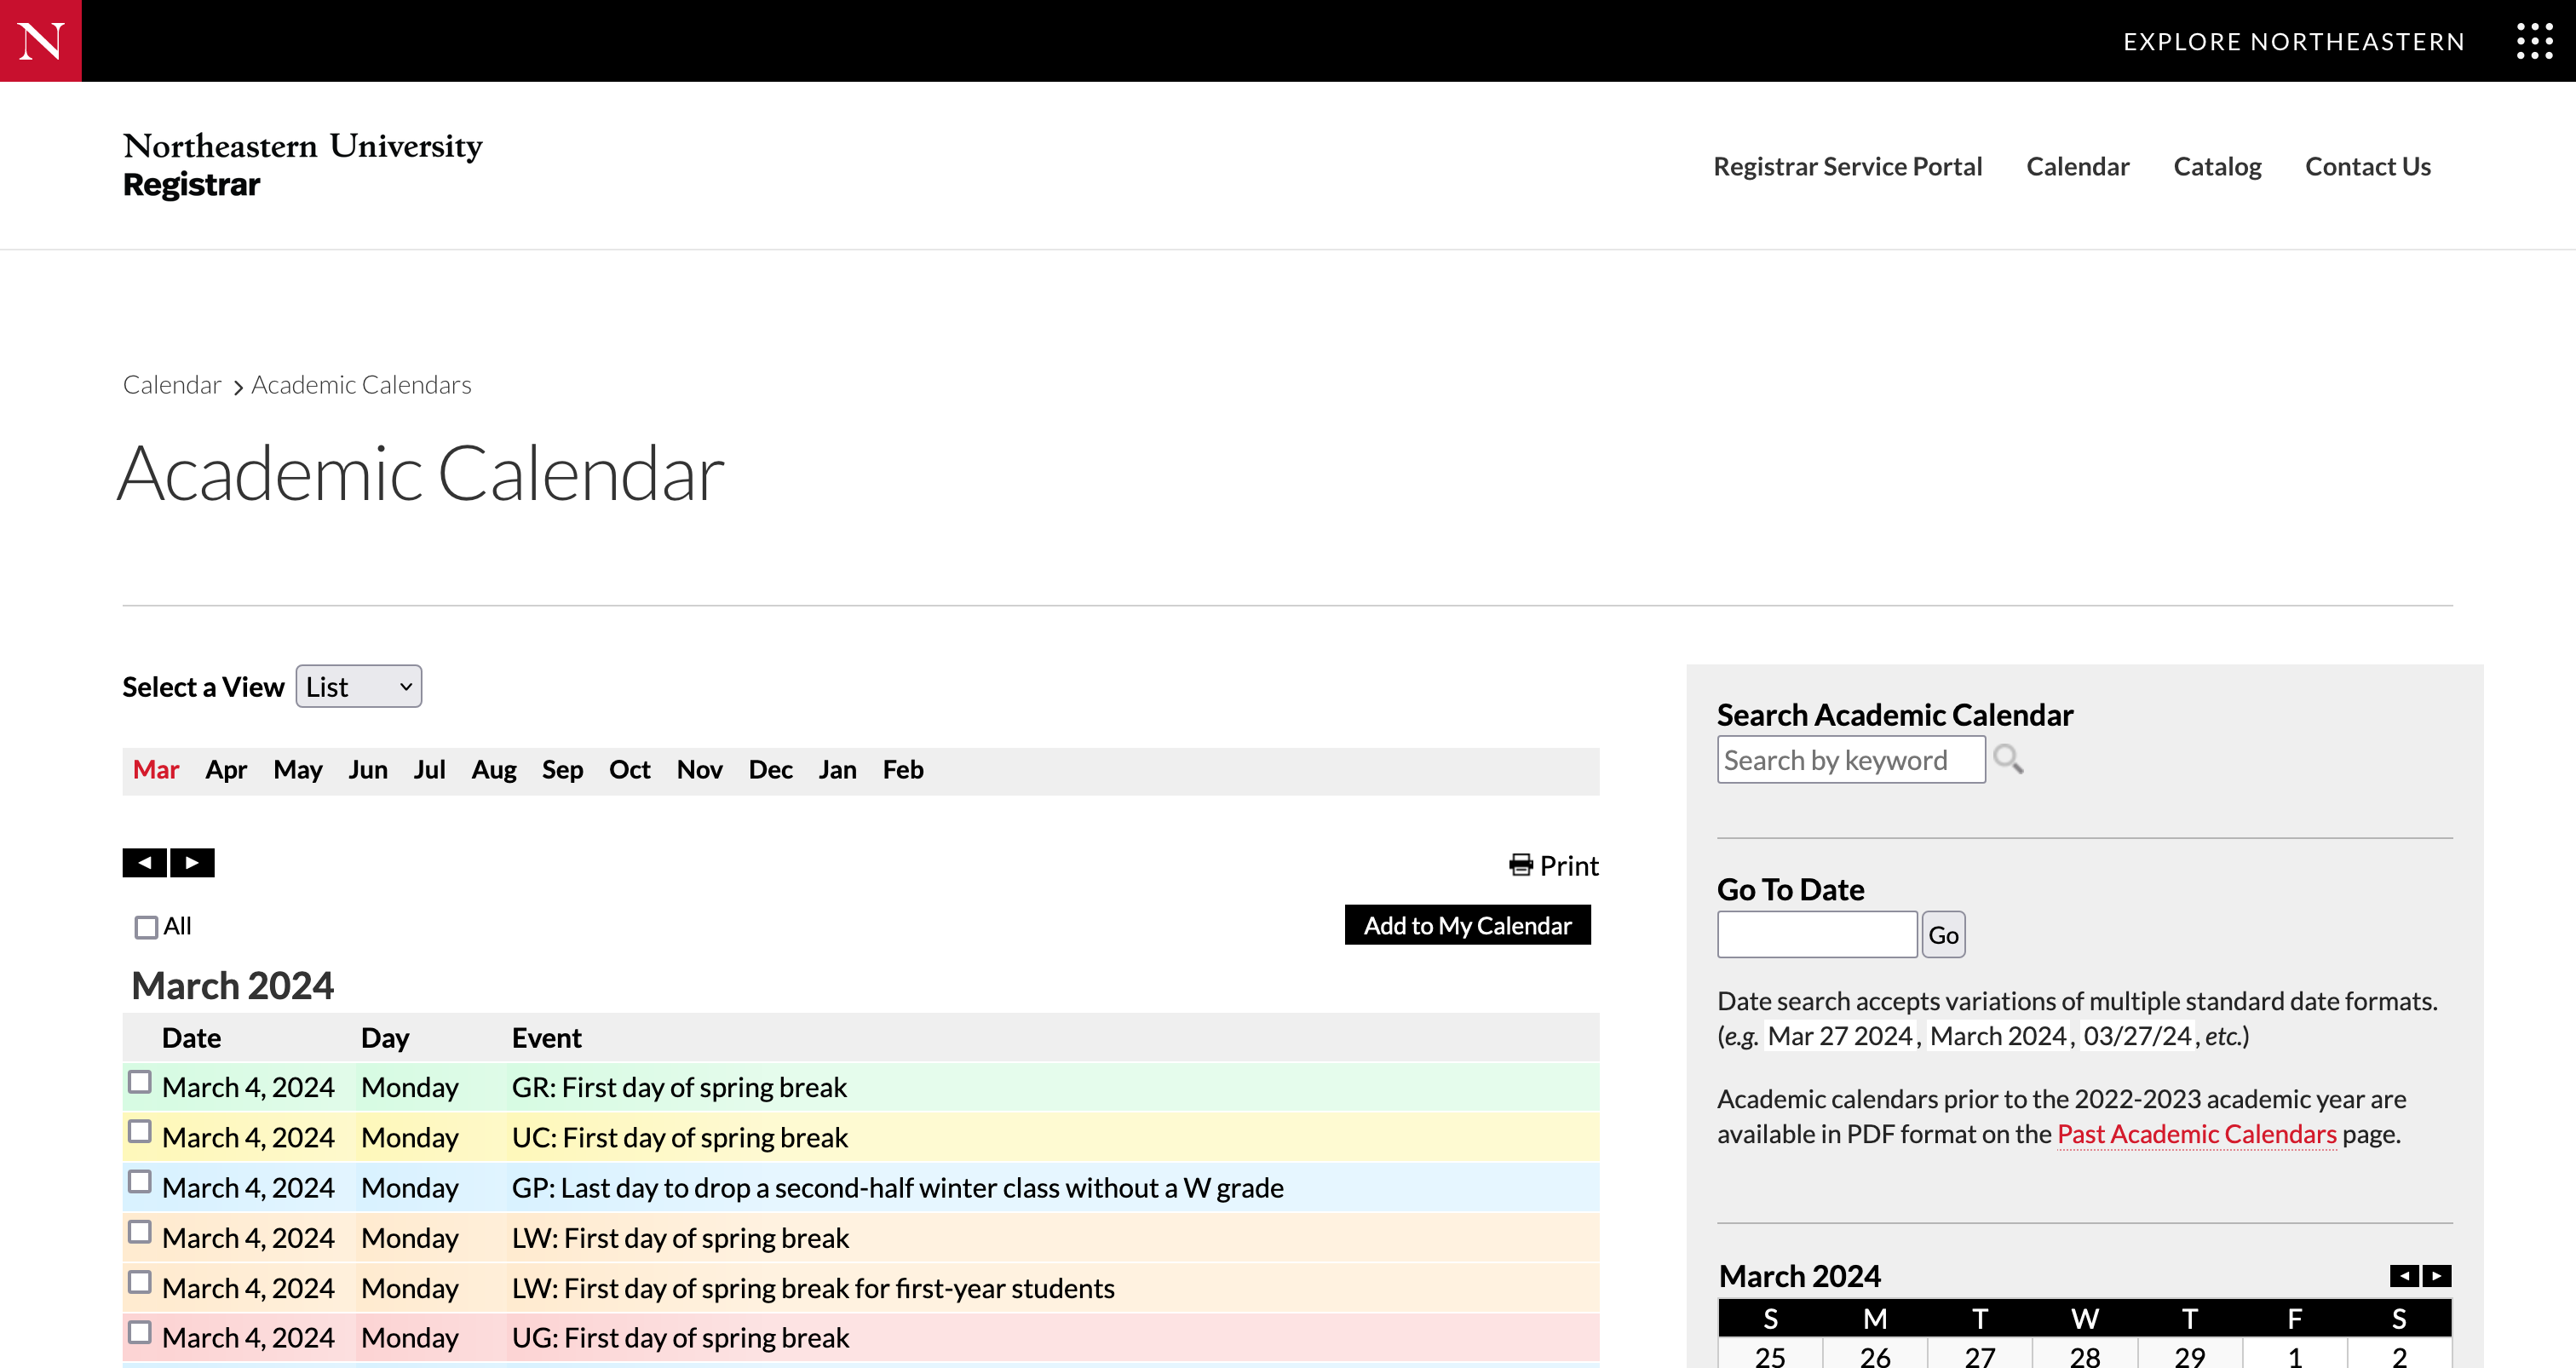 N
EXPLORE NORTHEASTERN
Northeastern University
Registrar
Registrar Service Portal Calendar Catalog Contact Us
Calendar > Academic Calendars
Academic Calendar
Select a View List
Mar Apr May Jun Jul Aug Sep Oct Nov Dec Jan Feb
◄ ►
Print
All
Add to My Calendar
March 2024
Date Day Event
March 4, 2024 Monday GR: First day of spring break
March 4, 2024 Monday UC: First day of spring break
March 4, 2024 Monday GP: Last day to drop a second-half winter class without a W grade
March 4, 2024 Monday LW: First day of spring break
March 4, 2024 Monday LW: First day of spring break for first-year students
March 4, 2024 Monday UG: First day of spring break
Search Academic Calendar
Search by keyword
Go To Date
Go
Date search accepts variations of multiple standard date formats.
(e.g. Mar 27 2024, March 2024, 03/27/24, etc.)
Academic calendars prior to the 2022-2023 academic year are
available in PDF format on the Past Academic Calendars page.
March 2024 ◄ ►
S M T W T F S
25 26 27 28 29 1 2